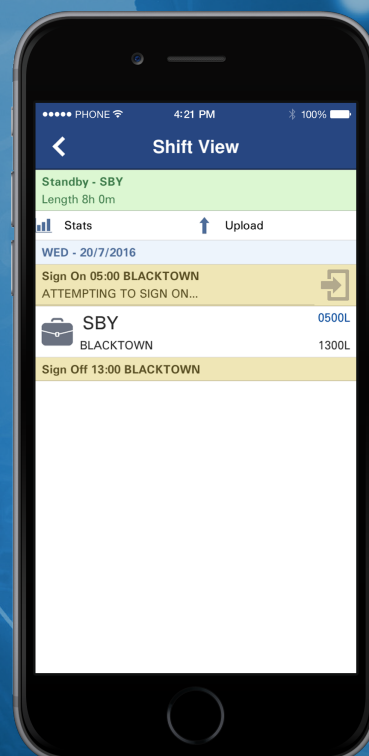 PHONE 4:21 PM 100%
Shift View
Standby - SBY
Length 8h 0m
Stats Upload
WED - 20/7/2016
Sign On 05:00 BLACKTOWN
ATTEMPTING TO SIGN ON...
SBY 0500L
BLACKTOWN 1300L
Sign Off 13:00 BLACKTOWN